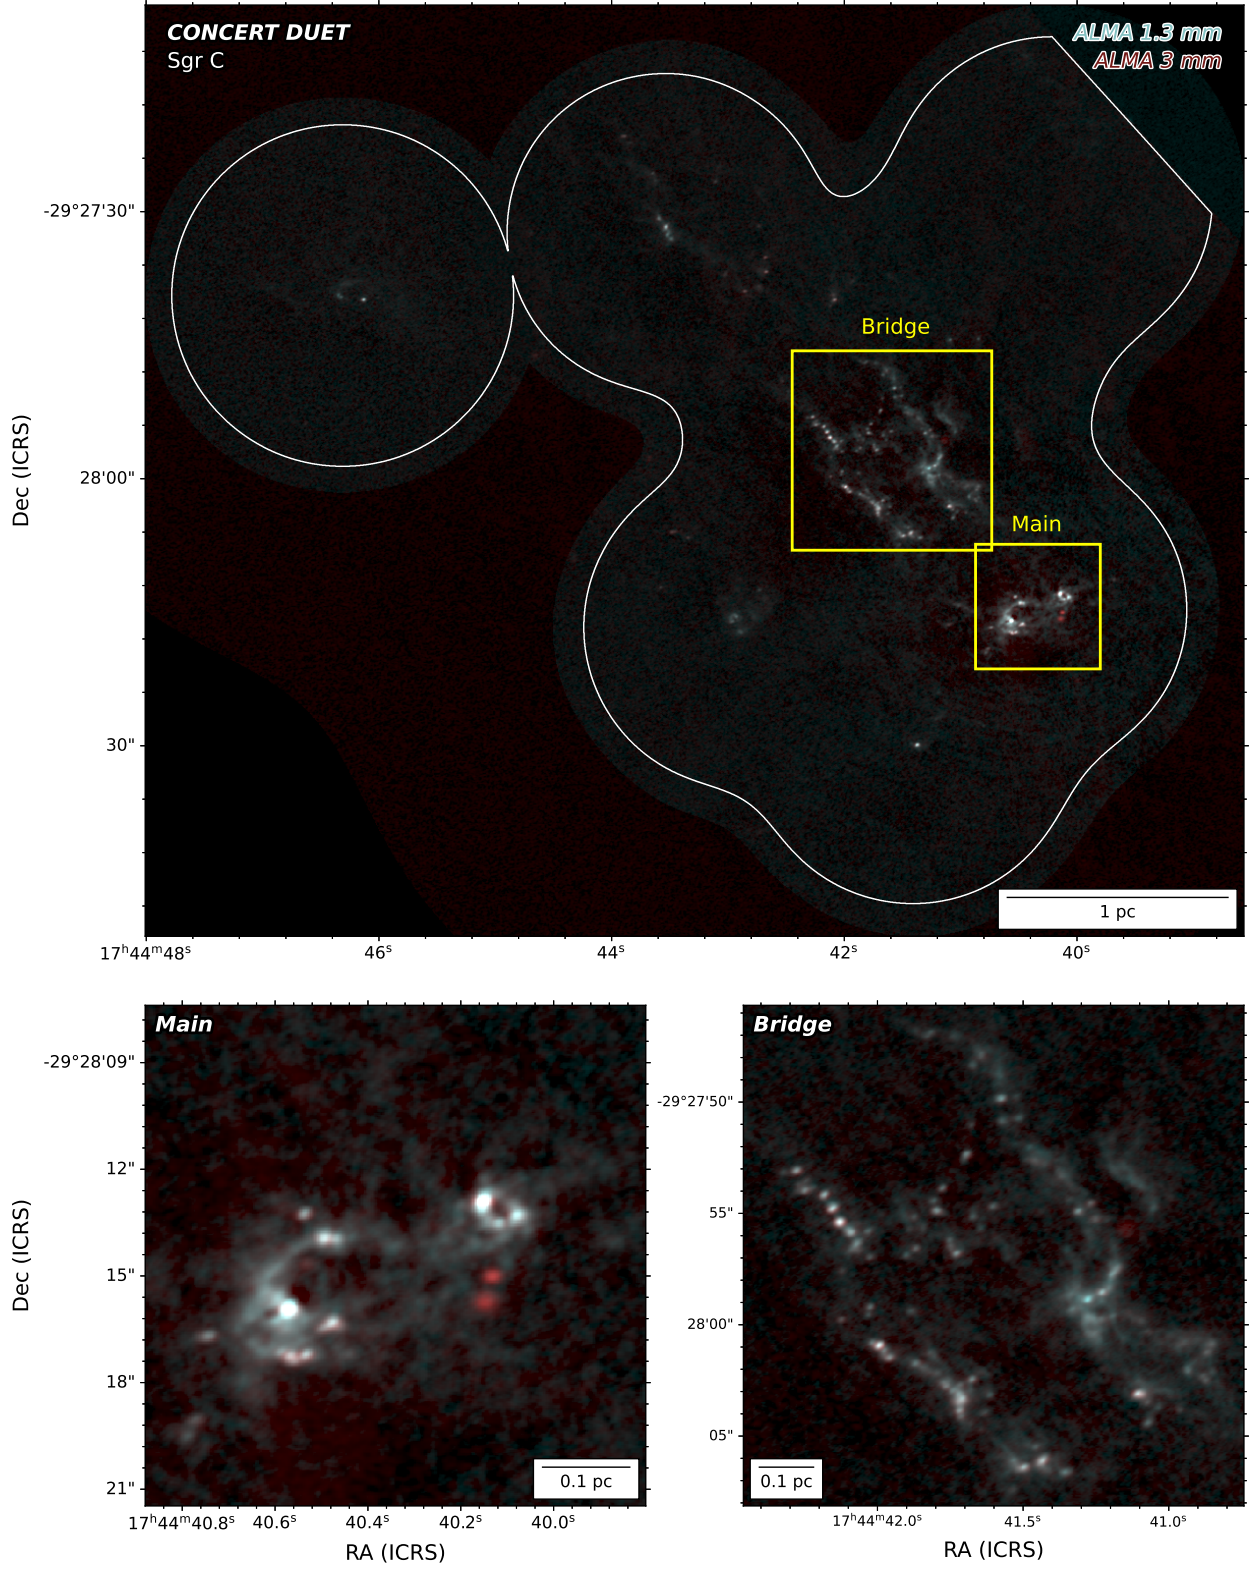 CONCERT DUET
Sgr C
ALMA 1.3 mm
ALMA 3 mm
-29°27'30"
28'00"
30"
Dec (ICRS)
Bridge
Main
1 pc
17ʰ44ᵐ48ˢ 46ˢ 44ˢ 42ˢ 40ˢ
Main
-29°28'09"
12"
15"
18"
21"
Dec (ICRS)
0.1 pc
17ʰ44ᵐ40.8ˢ 40.6ˢ 40.4ˢ 40.2ˢ 40.0ˢ
RA (ICRS)
Bridge
-29°27'50"
55"
28'00"
05"
0.1 pc
17ʰ44ᵐ42.0ˢ 41.5ˢ 41.0ˢ
RA (ICRS)